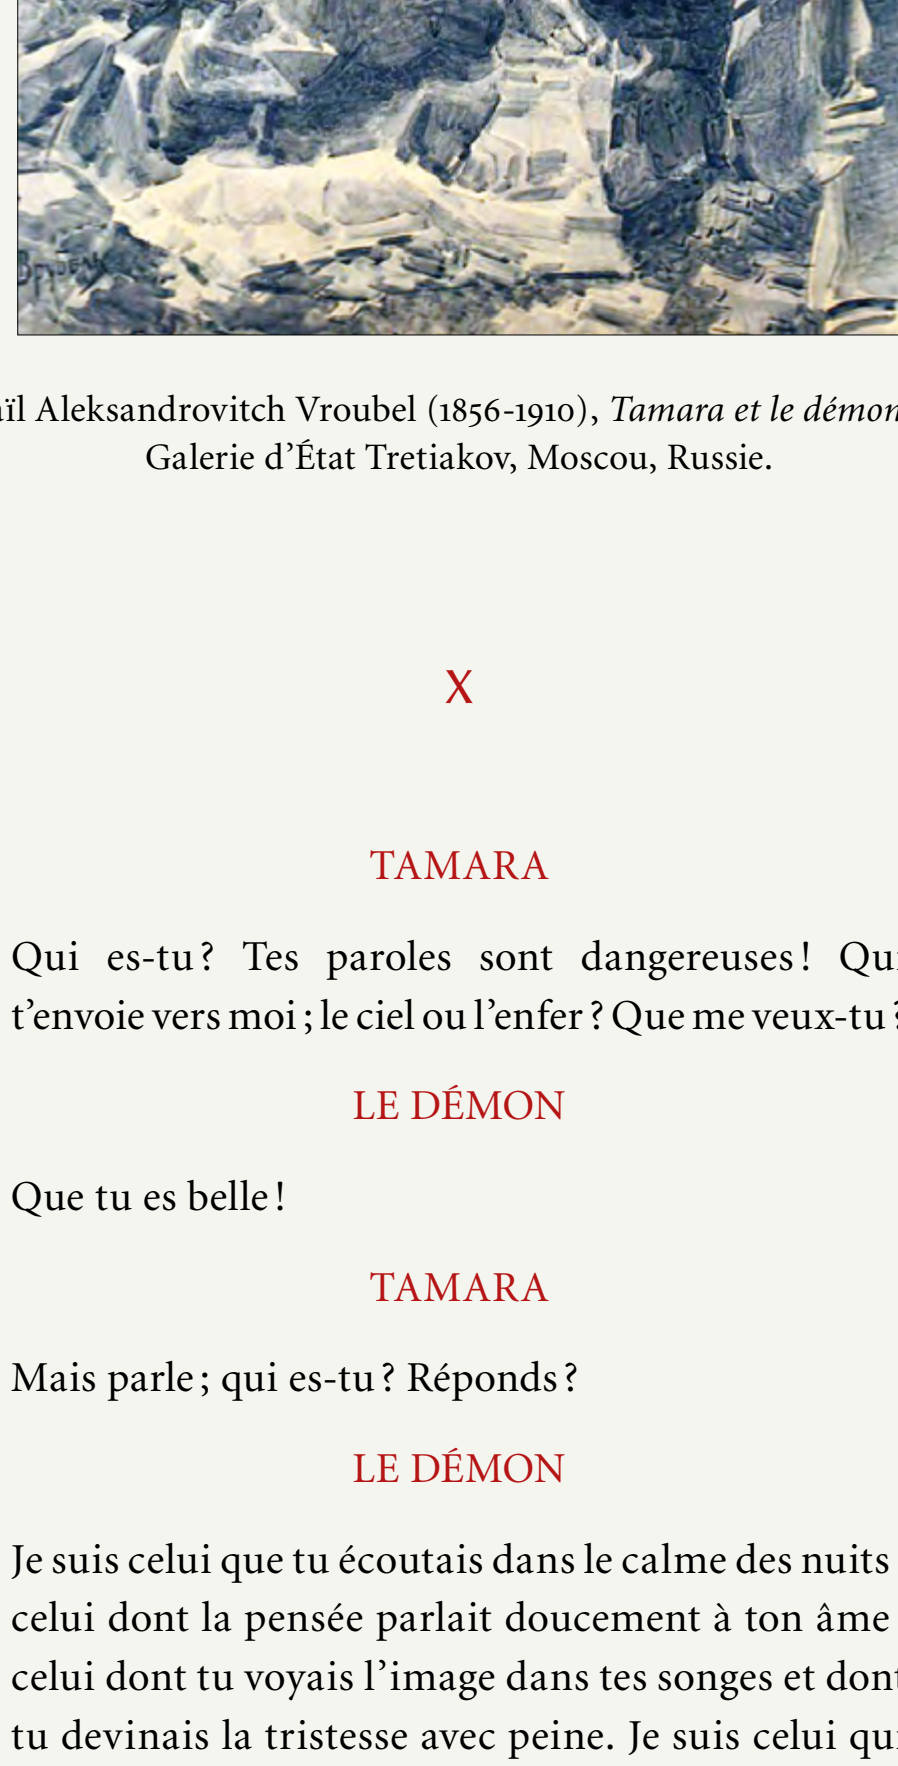 Врубель
aïl Aleksandrovitch Vroubel (1856-1910), Tamara et le démon
Galerie d’État Tretiakov, Moscou, Russie.
X
TAMARA
Qui es-tu ? Tes paroles sont dangereuses ! Qui
t’envoie vers moi ; le ciel ou l’enfer ? Que me veux-tu ?
LE DÉMON
Que tu es belle !
TAMARA
Mais parle ; qui es-tu ? Réponds ?
LE DÉMON
Je suis celui que tu écoutais dans le calme des nuits
celui dont la pensée parlait doucement à ton âme
celui dont tu voyais l’image dans tes songes et dont
tu devinais la tristesse avec peine. Je suis celui qui